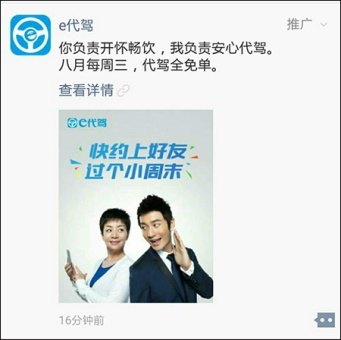 e代驾
推广
你负责开怀畅饮，我负责安心代驾。
八月每周三，代驾全免单。
查看详情
e代驾
快约上好友
过个小周末
16分钟前